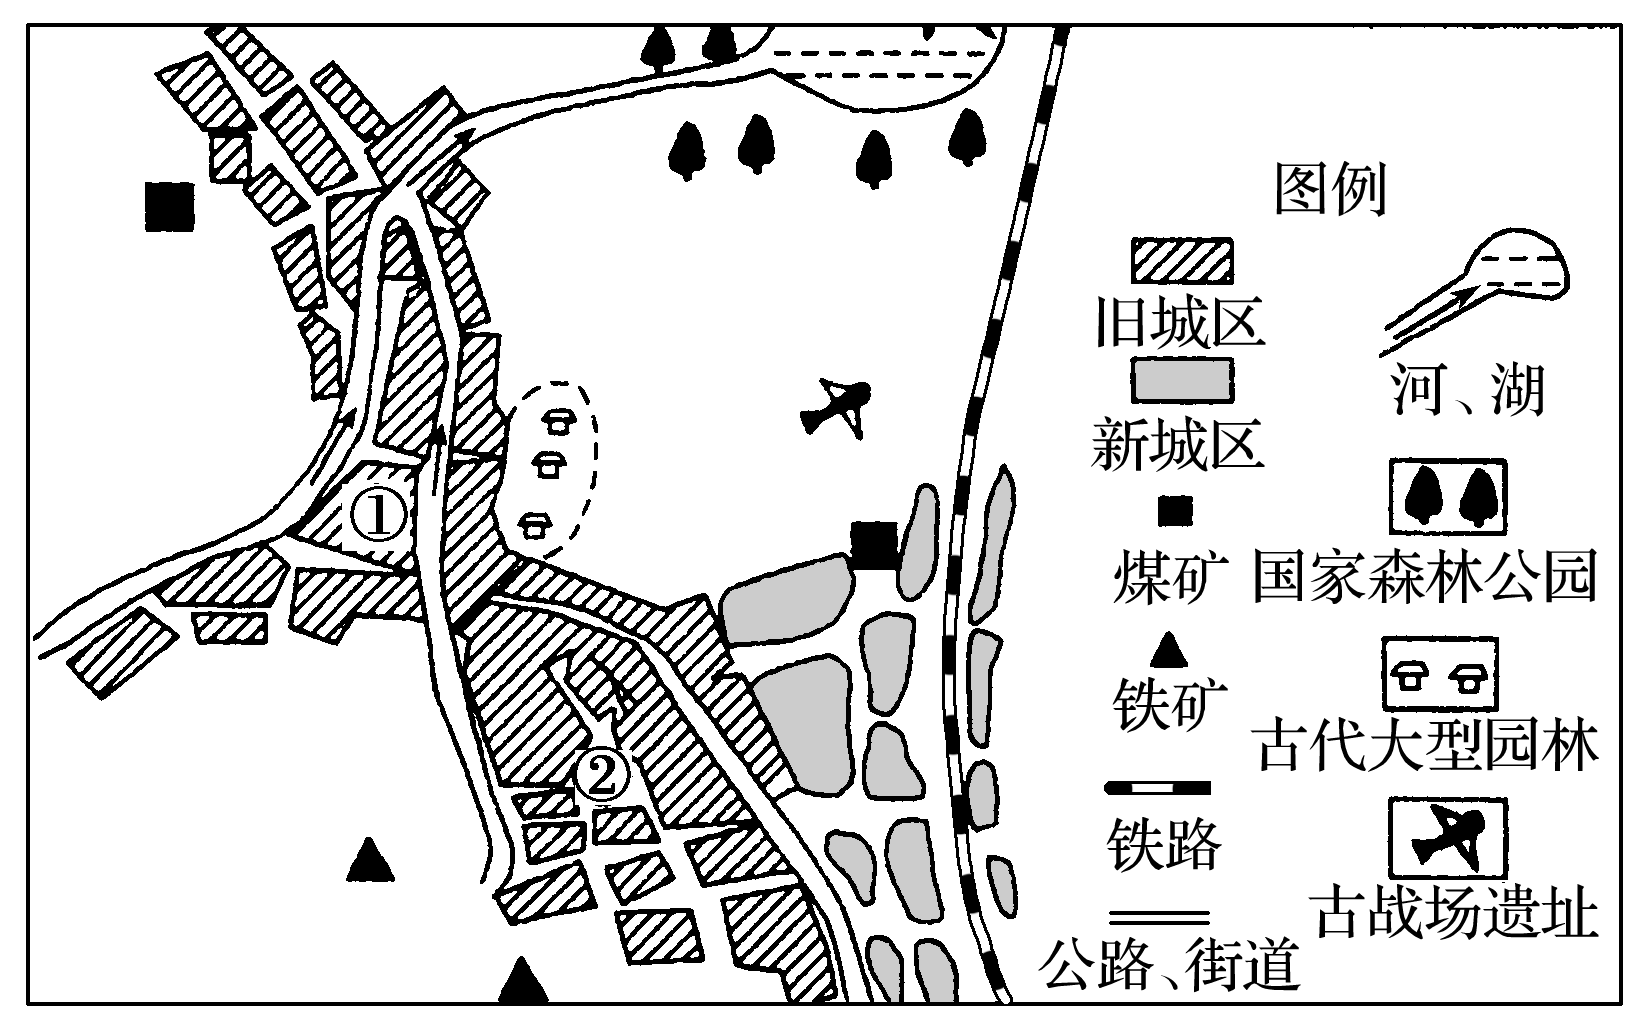 图例
旧城区
新城区
煤矿
铁矿
铁路
公路、街道
河、湖
国家森林公园
古代大型园林
古战场遗址
①
②